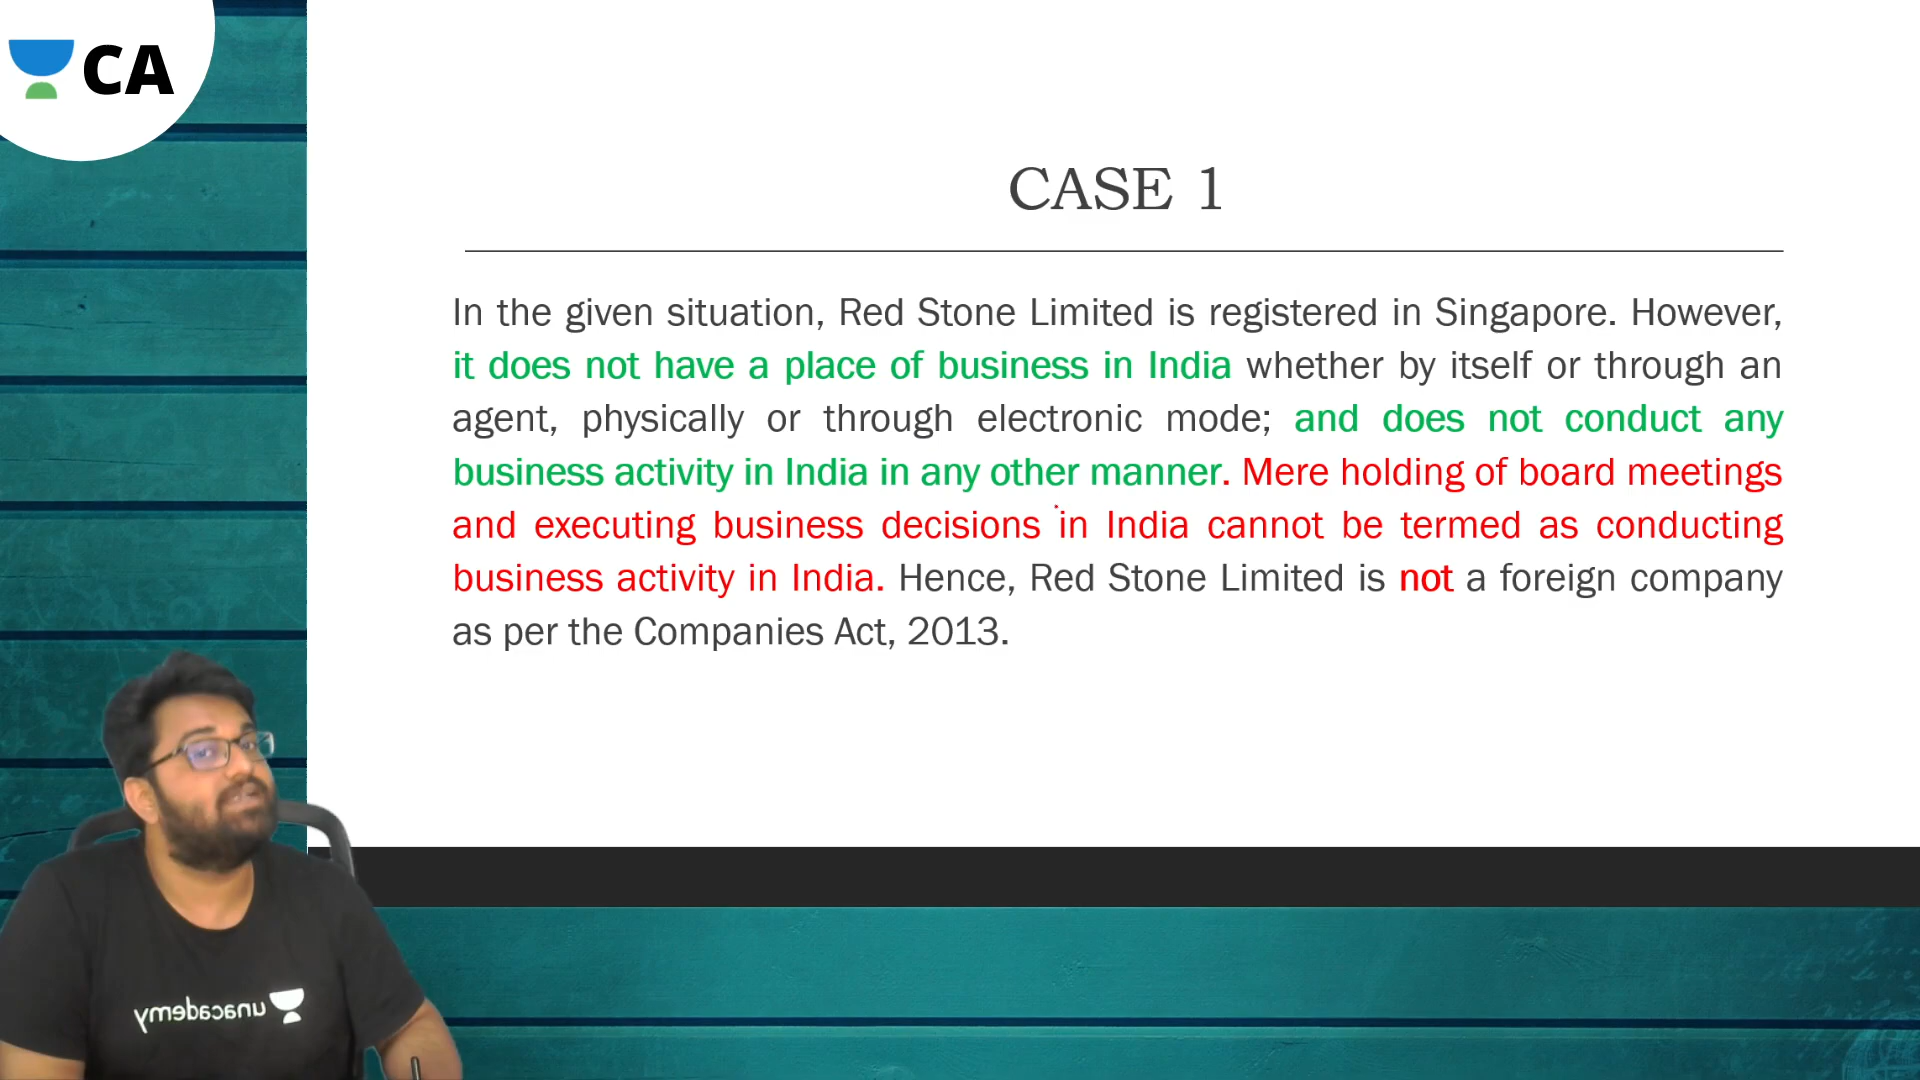 CA
CASE 1
In the given situation, Red Stone Limited is registered in Singapore. However,
it does not have a place of business in India whether by itself or through an
agent, physically or through electronic mode; and does not conduct any
business activity in India in any other manner. Mere holding of board meetings
and executing business decisions in India cannot be termed as conducting
business activity in India. Hence, Red Stone Limited is not a foreign company
as per the Companies Act, 2013.
unacademy